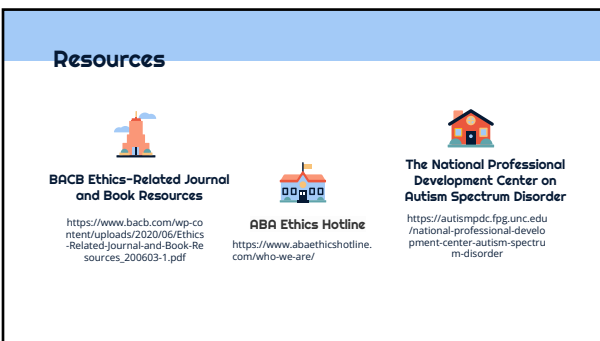 Resources
BACB Ethics-Related Journal
and Book Resources
https://www.bacb.com/wp-co
ntent/uploads/2020/06/Ethics
-Related-Journal-and-Book-Re
sources_200603-1.pdf
ABA Ethics Hotline
https://www.abaethicshotline.
com/who-we-are/
The National Professional
Development Center on
Autism Spectrum Disorder
https://autismpdc.fpg.unc.edu
/national-professional-develo
pment-center-autism-spectru
m-disorder